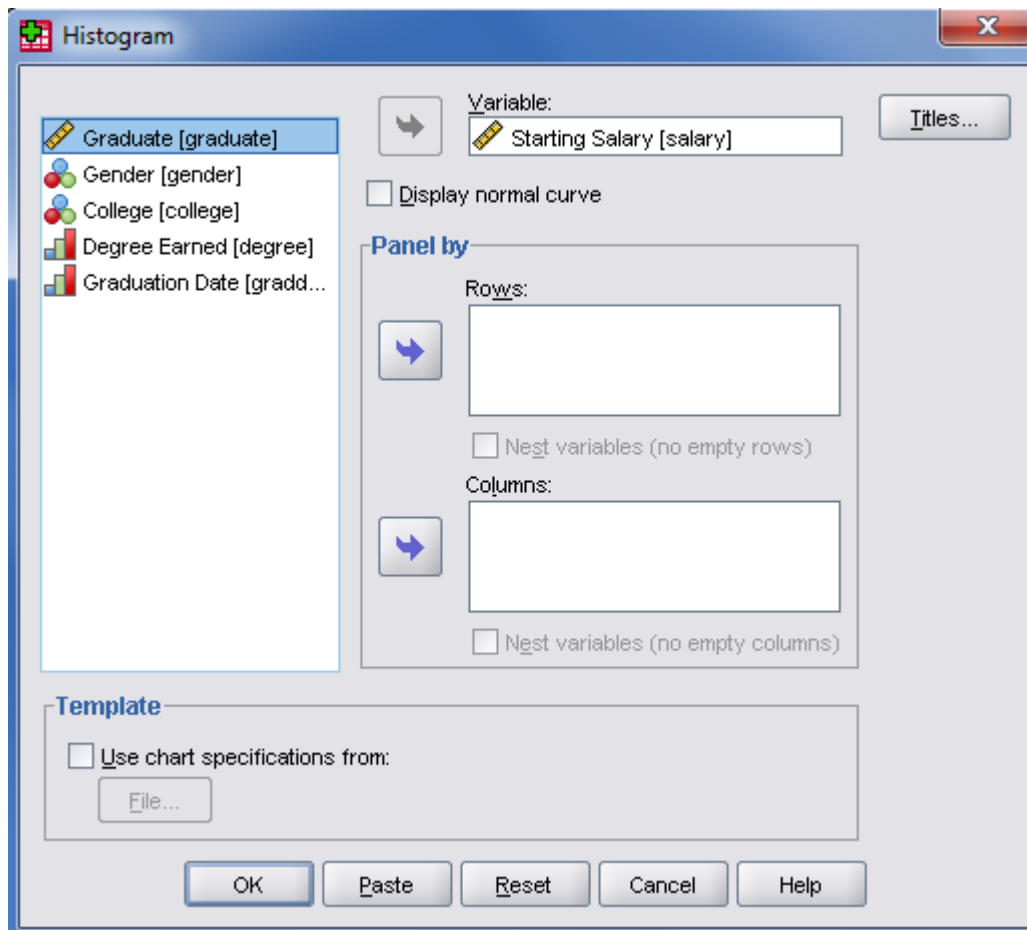 Histogram
Graduate [graduate]
Gender [gender]
College [college]
Degree Earned [degree]
Graduation Date [gradd...
Variable:
Starting Salary [salary]
Titles...
Display normal curve
Panel by
Rows:
Nest variables (no empty rows)
Columns:
Nest variables (no empty columns)
Template
Use chart specifications from:
File...
OK
Paste
Reset
Cancel
Help